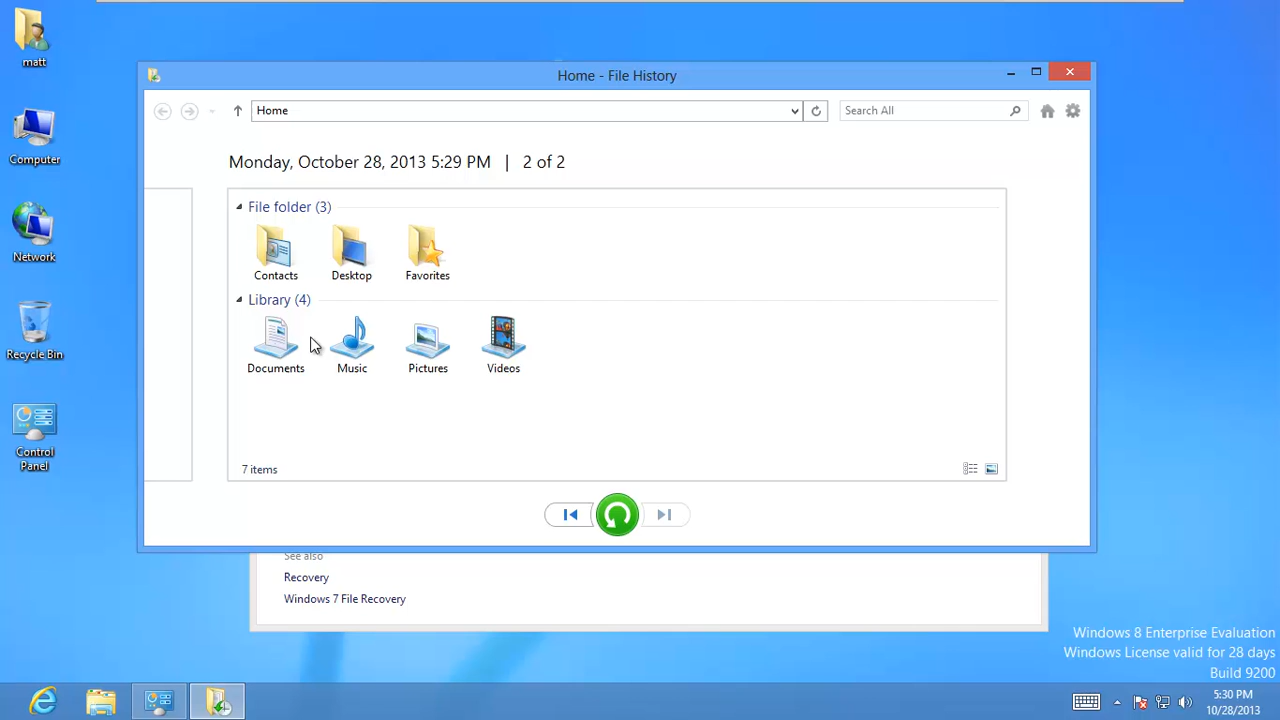 matt
Computer
Network
Recycle Bin
Control
Panel
Home - File History
Home
Search All
Monday, October 28, 2013 5:29 PM | 2 of 2
File folder (3)
Contacts
Desktop
Favorites
Library (4)
Documents
Music
Pictures
Videos
7 items
See also
Recovery
Windows 7 File Recovery
Windows 8 Enterprise Evaluation
Windows License valid for 28 days
Build 9200
5:30 PM
10/28/2013